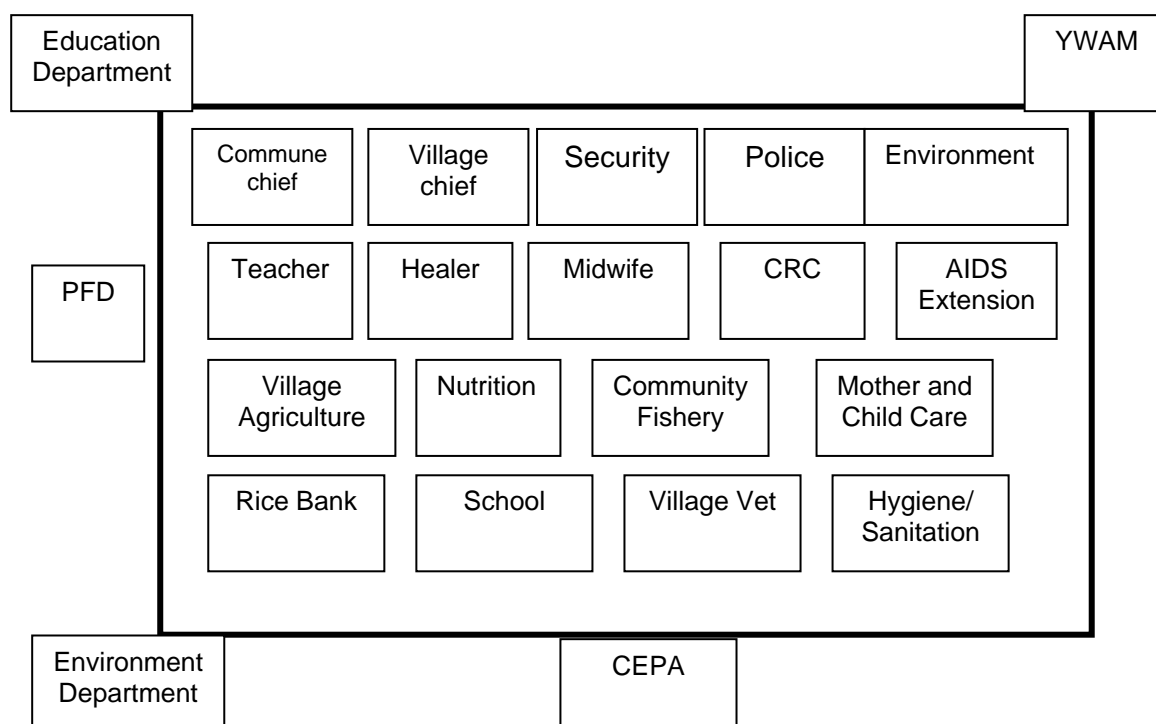 Education
Department
YWAM
Commune
chief
Village
chief
Security
Police
Environment
Teacher
Healer
Midwife
CRC
AIDS
Extension
PFD
Village
Agriculture
Nutrition
Community
Fishery
Mother and
Child Care
Rice Bank
School
Village Vet
Hygiene/
Sanitation
Environment
Department
CEPA